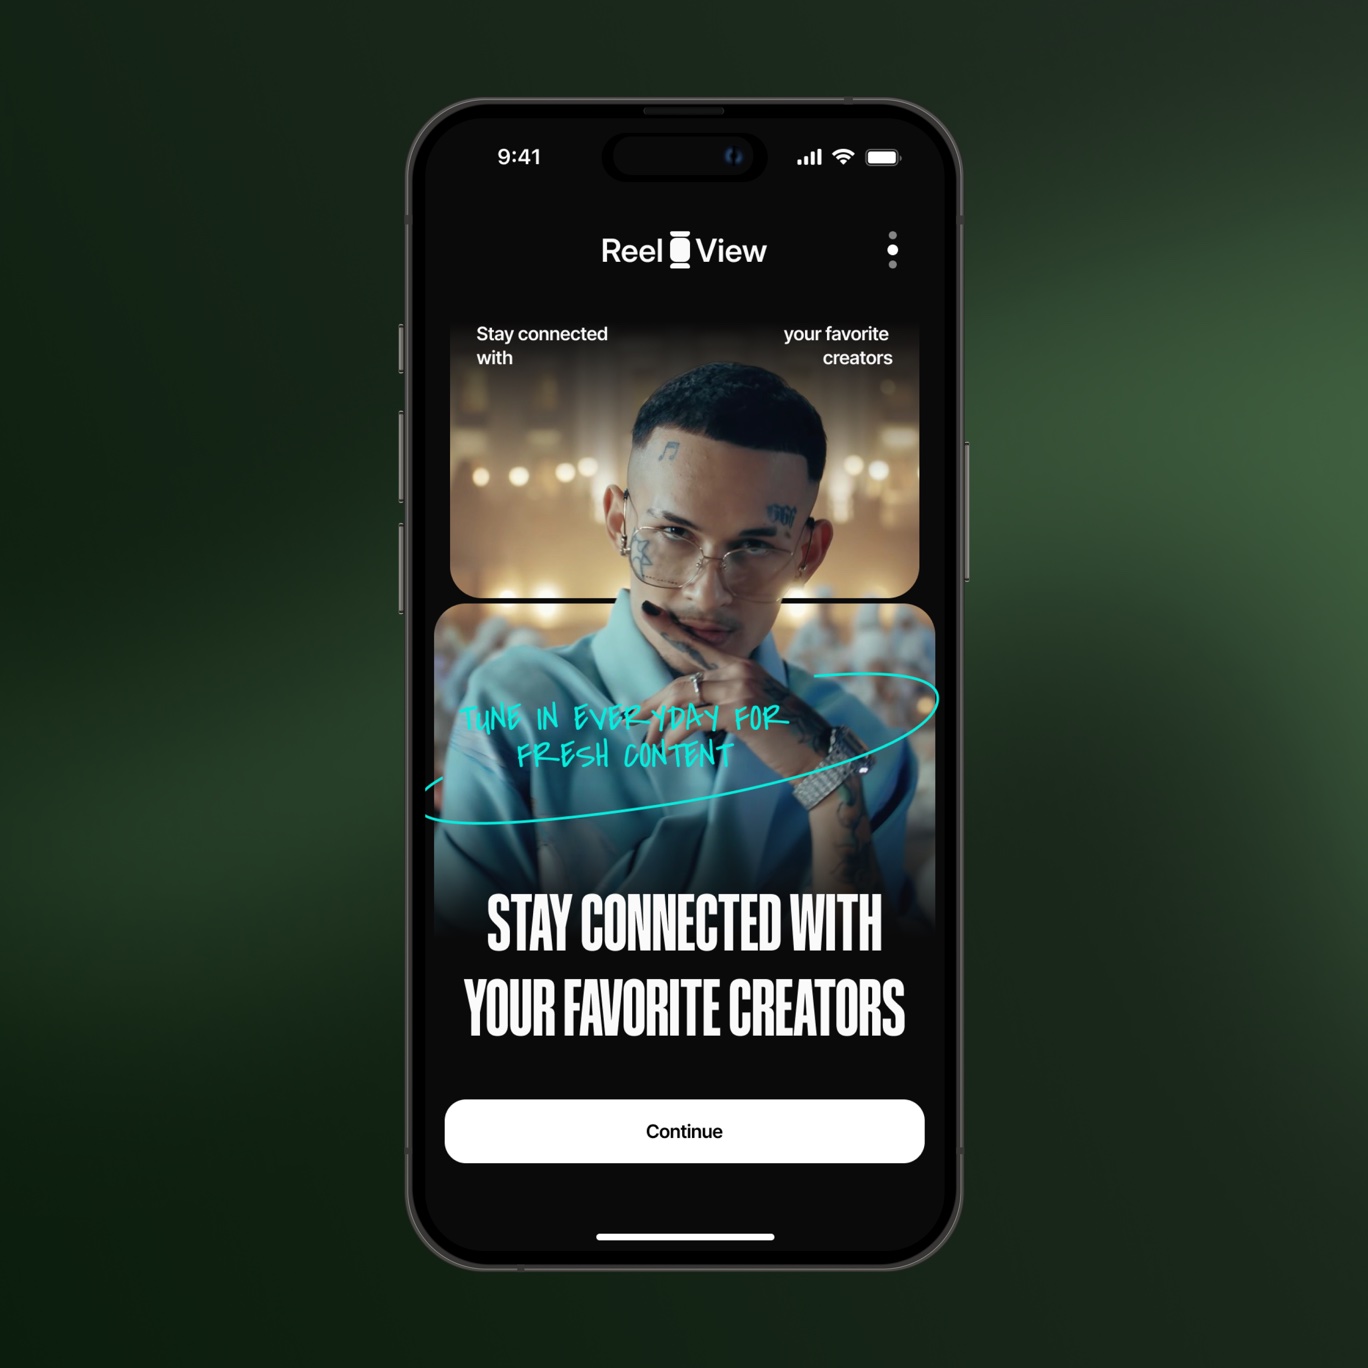 9:41
Reel View
Stay connected
with
your favorite
creators
TUNE IN EVERYDAY FOR
FRESH CONTENT
STAY CONNECTED WITH
YOUR FAVORITE CREATORS
Continue